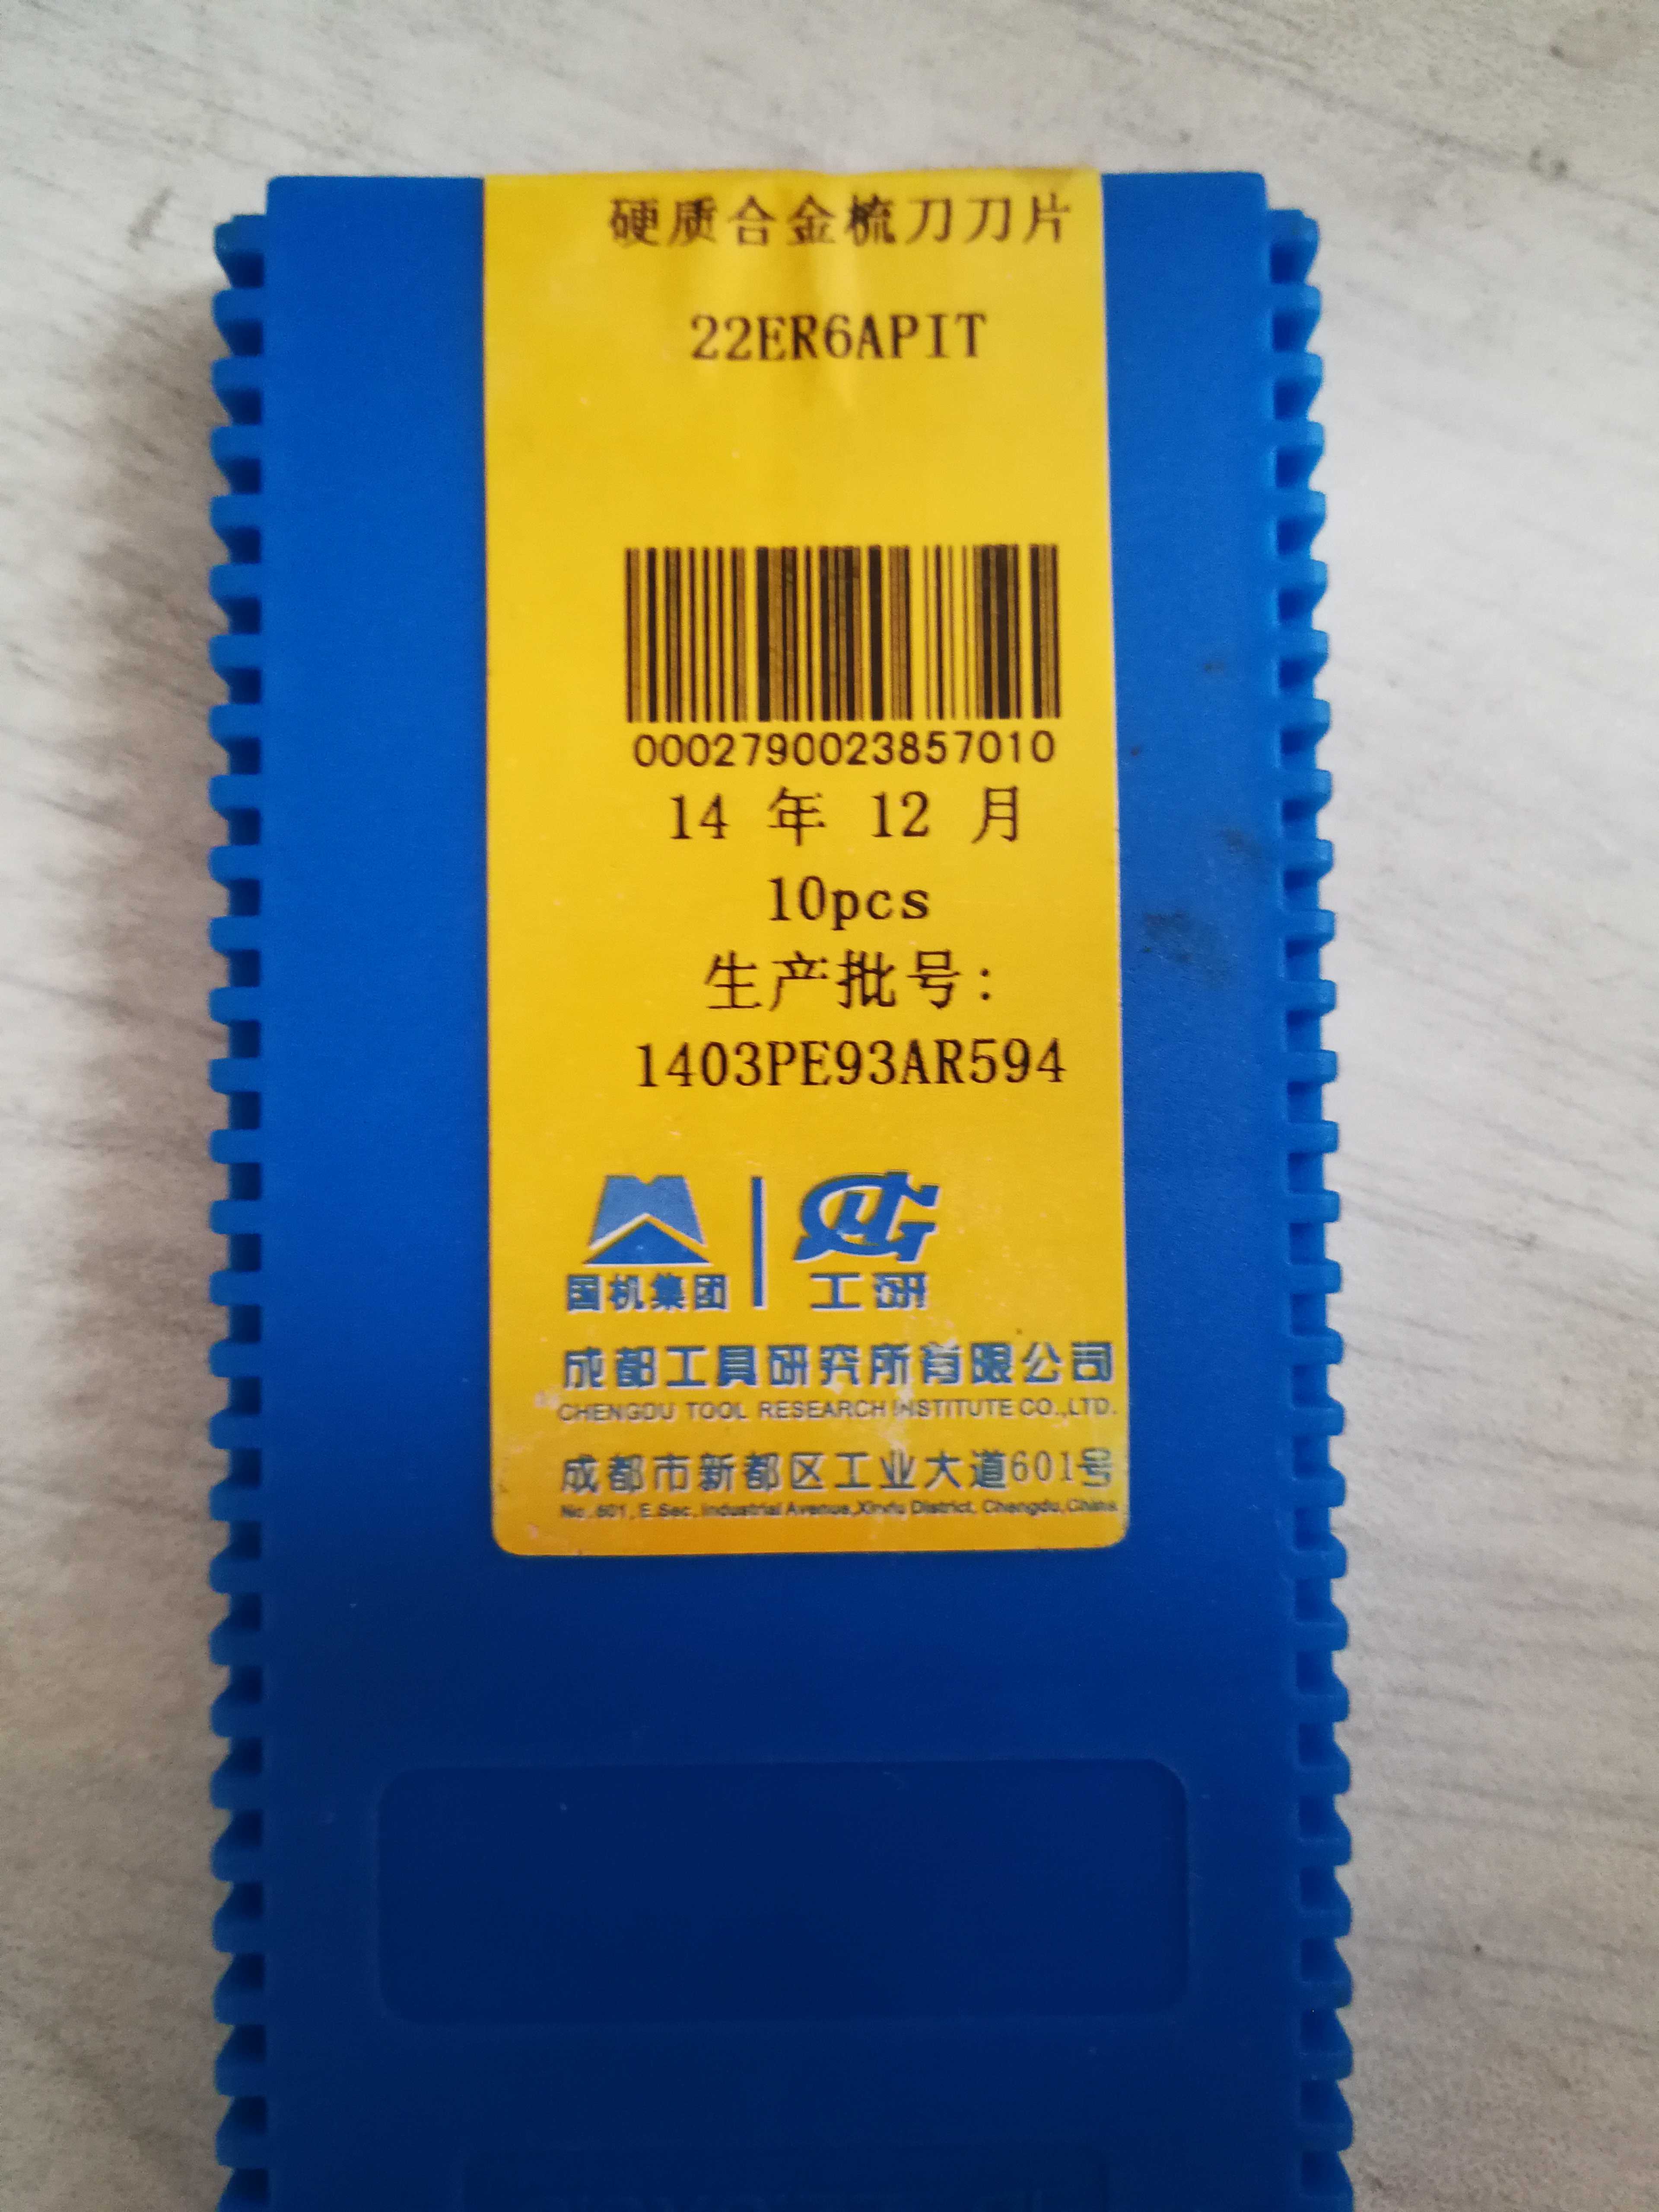 硬质合金梳刀刀片
22ER6APIT
0002790023857010
14 年 12 月
10pcs
生产批号:
1403PE93AR594
国机集团
工研
成都工具研究所有限公司
CHENGDU TOOL RESEARCH INSTITUTE CO.,LTD.
成都市新都区工业大道601号
No.601, E.Sec, Industrial Avenue,Xindu District, Chengdu,China